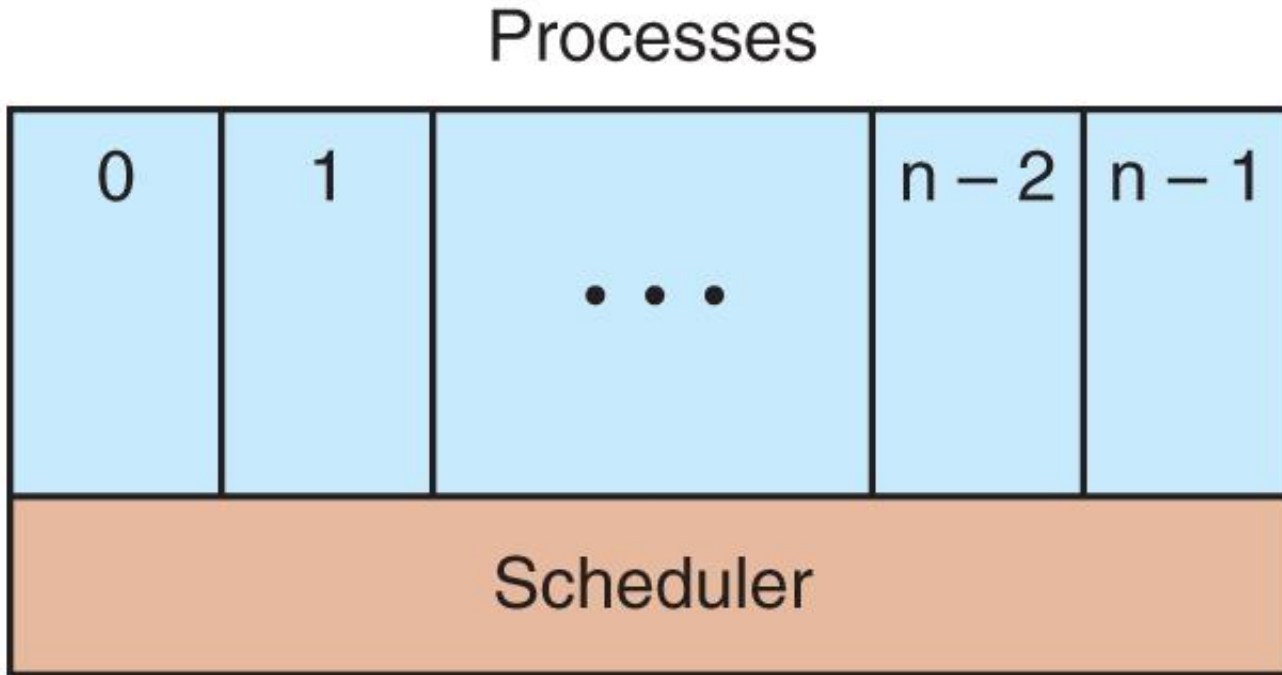 Processes
0 1 n – 2 n – 1
• • •
Scheduler